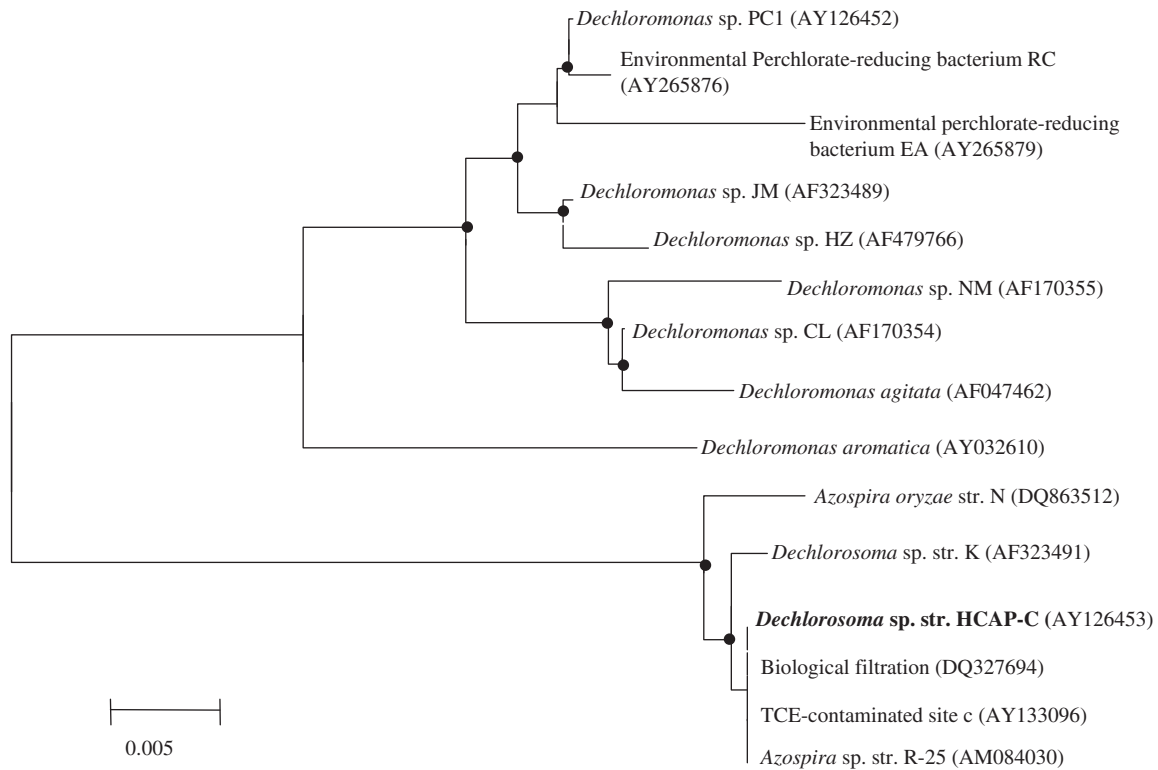 Dechloromonas sp. PC1 (AY126452)
Environmental Perchlorate-reducing bacterium RC
(AY265876)
Environmental perchlorate-reducing
bacterium EA (AY265879)
Dechloromonas sp. JM (AF323489)
Dechloromonas sp. HZ (AF479766)
Dechloromonas sp. NM (AF170355)
Dechloromonas sp. CL (AF170354)
Dechloromonas agitata (AF047462)
Dechloromonas aromatica (AY032610)
Azospira oryzae str. N (DQ863512)
Dechlorosoma sp. str. K (AF323491)
Dechlorosoma sp. str. HCAP-C (AY126453)
Biological filtration (DQ327694)
TCE-contaminated site c (AY133096)
Azospira sp. str. R-25 (AM084030)
0.005